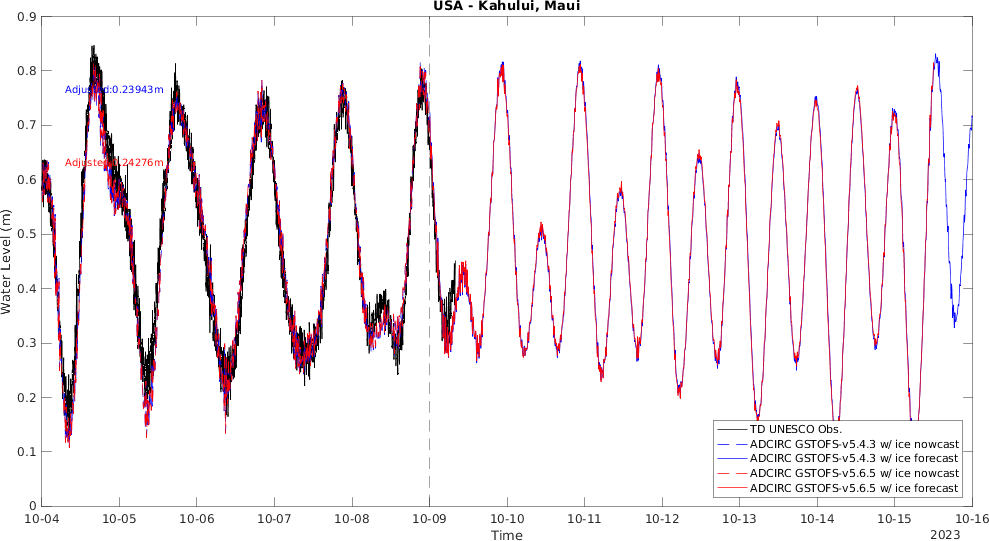 USA - Kahului, Maui
0.9
0.8
0.7
0.6
0.5
0.4
0.3
0.2
0.1
0
Water Level (m)
Adjusted:0.23943m
Adjusted:0.24276m
TD UNESCO Obs.
ADCIRC GSTOFS-v5.4.3 w/ ice nowcast
ADCIRC GSTOFS-v5.4.3 w/ ice forecast
ADCIRC GSTOFS-v5.6.5 w/ ice nowcast
ADCIRC GSTOFS-v5.6.5 w/ ice forecast
10-04 10-05 10-06 10-07 10-08 10-09 10-10 10-11 10-12 10-13 10-14 10-15 10-16
Time
2023